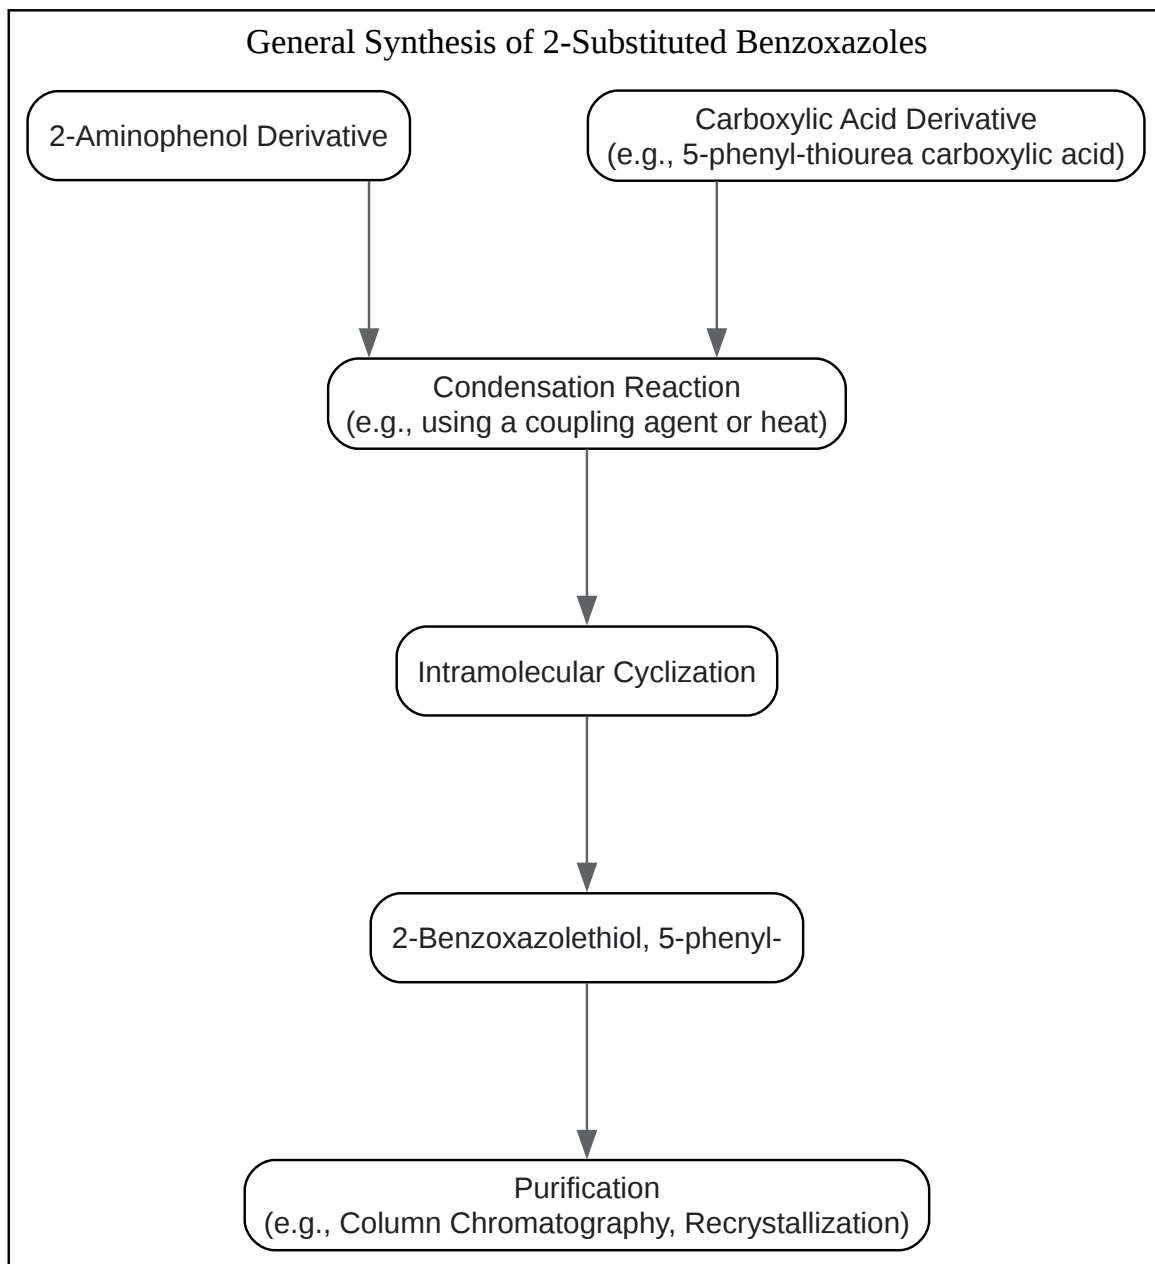 General Synthesis of 2-Substituted Benzoxazoles
2-Aminophenol Derivative
Carboxylic Acid Derivative
(e.g., 5-phenyl-thiourea carboxylic acid)
Condensation Reaction
(e.g., using a coupling agent or heat)
Intramolecular Cyclization
2-Benzoxazolethiol, 5-phenyl-
Purification
(e.g., Column Chromatography, Recrystallization)